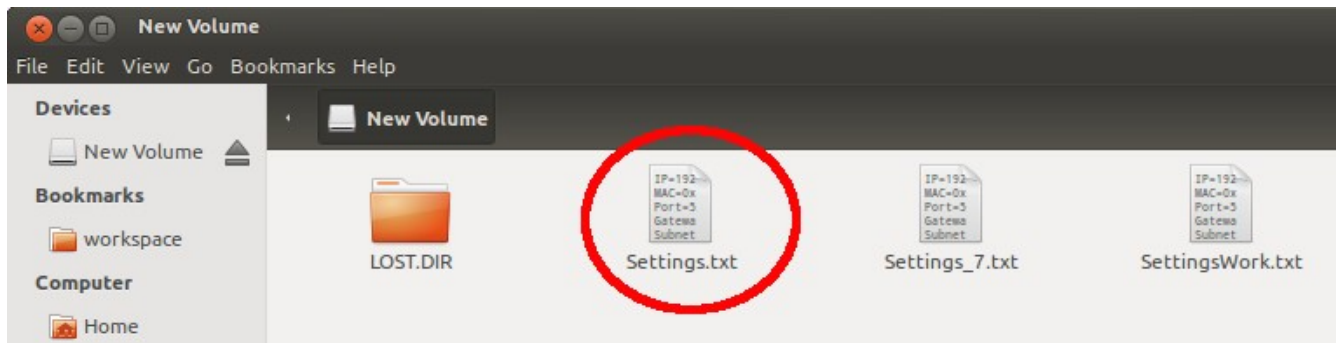 New Volume
File Edit View Go Bookmarks Help
Devices
New Volume
New Volume
Bookmarks
workspace
Computer
Home
IP=192
MAC=0x
Port=5
Gatewa
Subnet
IP=192
MAC=0x
Port=5
Gatewa
Subnet
IP=192
MAC=0x
Port=5
Gatewa
Subnet
LOST.DIR
Settings.txt
Settings_7.txt
SettingsWork.txt